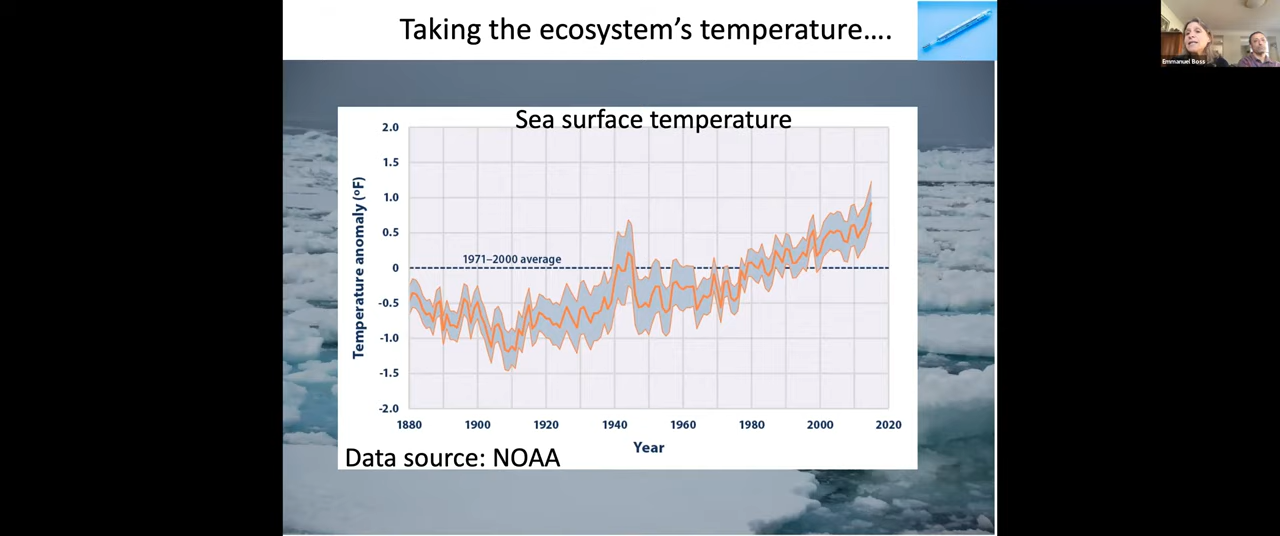 Taking the ecosystem’s temperature….
Emmanuel Boss
Sea surface temperature
2.0
1.5
1.0
0.5
0
-0.5
-1.0
-1.5
-2.0
Temperature anomaly (ºF)
1971–2000 average
1880 1900 1920 1940 1960 1980 2000 2020
Year
Data source: NOAA